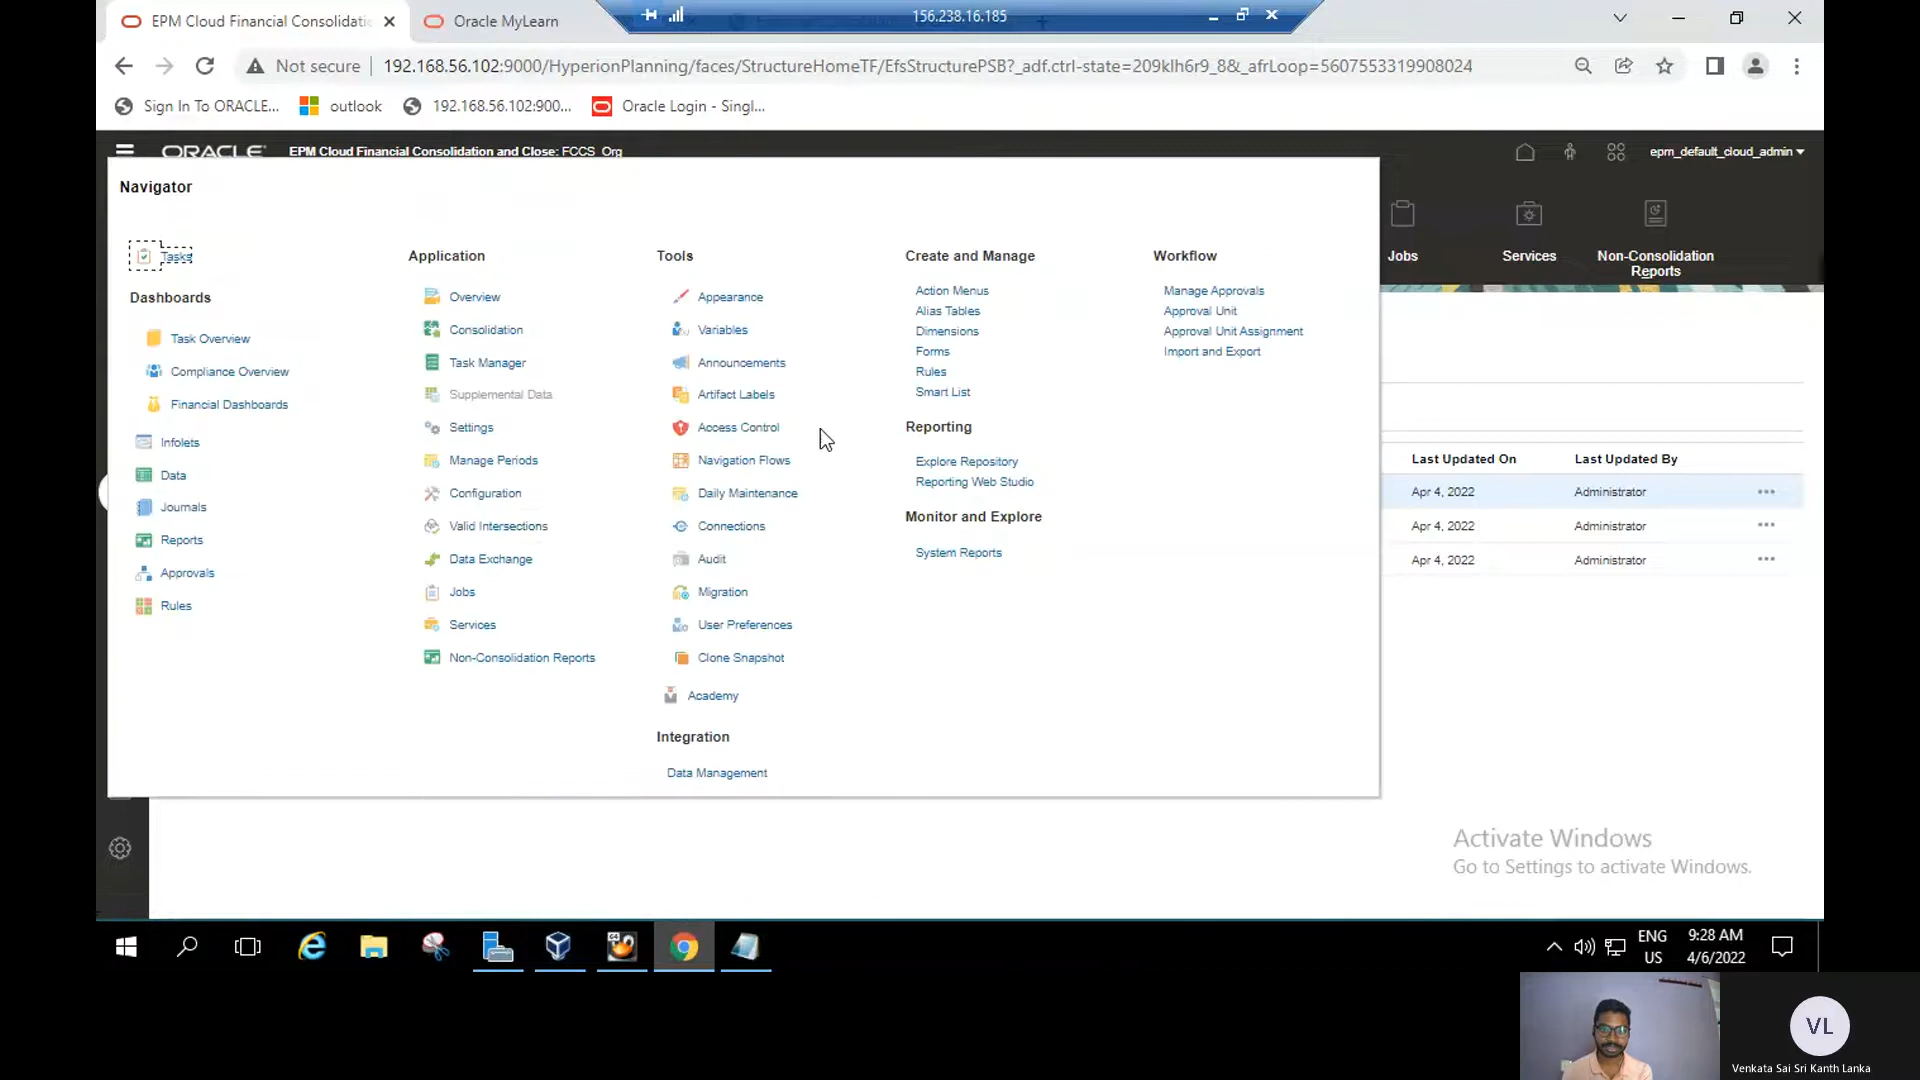 EPM Cloud Financial Consolidatio
Oracle MyLearn
156.238.16.185
Not secure
192.168.56.102:9000/HyperionPlanning/faces/StructureHomeTF/EfsStructurePSB?_adf.ctrl-state=209klh6r9_8&_afrLoop=5607553319908024
Sign In To ORACLE...
outlook
192.168.56.102:900...
Oracle Login - Singl...
ORACLE
EPM Cloud Financial Consolidation and Close: FCCS_Org
epm_default_cloud_admin
Navigator
Tasks
Dashboards
Task Overview
Compliance Overview
Financial Dashboards
Infolets
Data
Journals
Reports
Approvals
Rules
Application
Overview
Consolidation
Task Manager
Supplemental Data
Settings
Manage Periods
Configuration
Valid Intersections
Data Exchange
Jobs
Services
Non-Consolidation Reports
Tools
Appearance
Variables
Announcements
Artifact Labels
Access Control
Navigation Flows
Daily Maintenance
Connections
Audit
Migration
User Preferences
Clone Snapshot
Academy
Integration
Data Management
Create and Manage
Action Menus
Alias Tables
Dimensions
Forms
Rules
Smart List
Reporting
Explore Repository
Reporting Web Studio
Monitor and Explore
System Reports
Workflow
Manage Approvals
Approval Unit
Approval Unit Assignment
Import and Export
Jobs
Services
Non-Consolidation
Reports
Last Updated On
Last Updated By
Apr 4, 2022
Administrator
Apr 4, 2022
Administrator
Apr 4, 2022
Administrator
Activate Windows
Go to Settings to activate Windows.
ENG
US
9:28 AM
4/6/2022
VL
Venkata Sai Sri Kanth Lanka